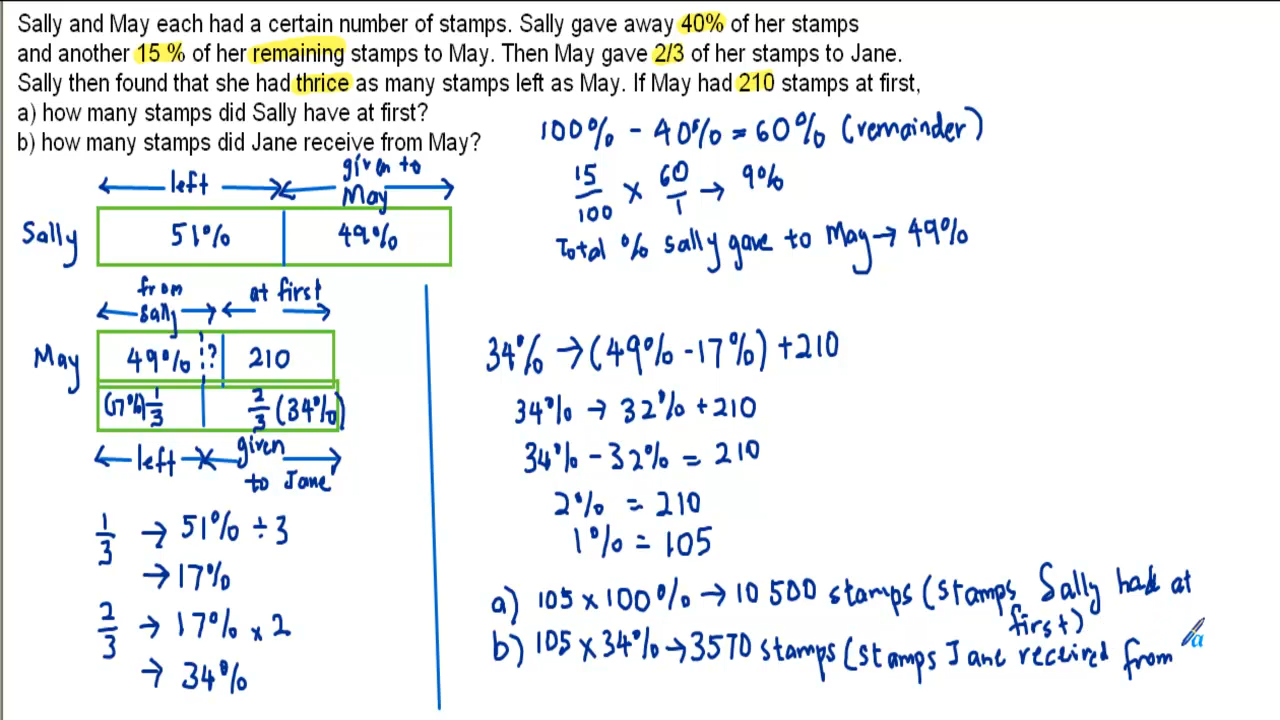 Sally and May each had a certain number of stamps. Sally gave away 40% of her stamps
and another 15 % of her remaining stamps to May. Then May gave 2/3 of her stamps to Jane.
Sally then found that she had thrice as many stamps left as May. If May had 210 stamps at first,
a) how many stamps did Sally have at first?
b) how many stamps did Jane receive from May?
100% - 40% = 60% (remainder)
15/100 × 60/1 → 9%
Total % Sally gave to May → 49%
left
given to May
Sally 51% 49%
from Sally
at first
May 49% ? 210
(17%) 1/3 2/3 (34%)
left
given to Jane
1/3 → 51% ÷ 3
→ 17%
2/3 → 17% × 2
→ 34%
34% → (49% - 17%) + 210
34% → 32% + 210
34% - 32% = 210
2% = 210
1% = 105
a) 105 × 100% → 10 500 stamps (stamps Sally had at
first)
b) 105 × 34% → 3570 stamps (stamps Jane received from